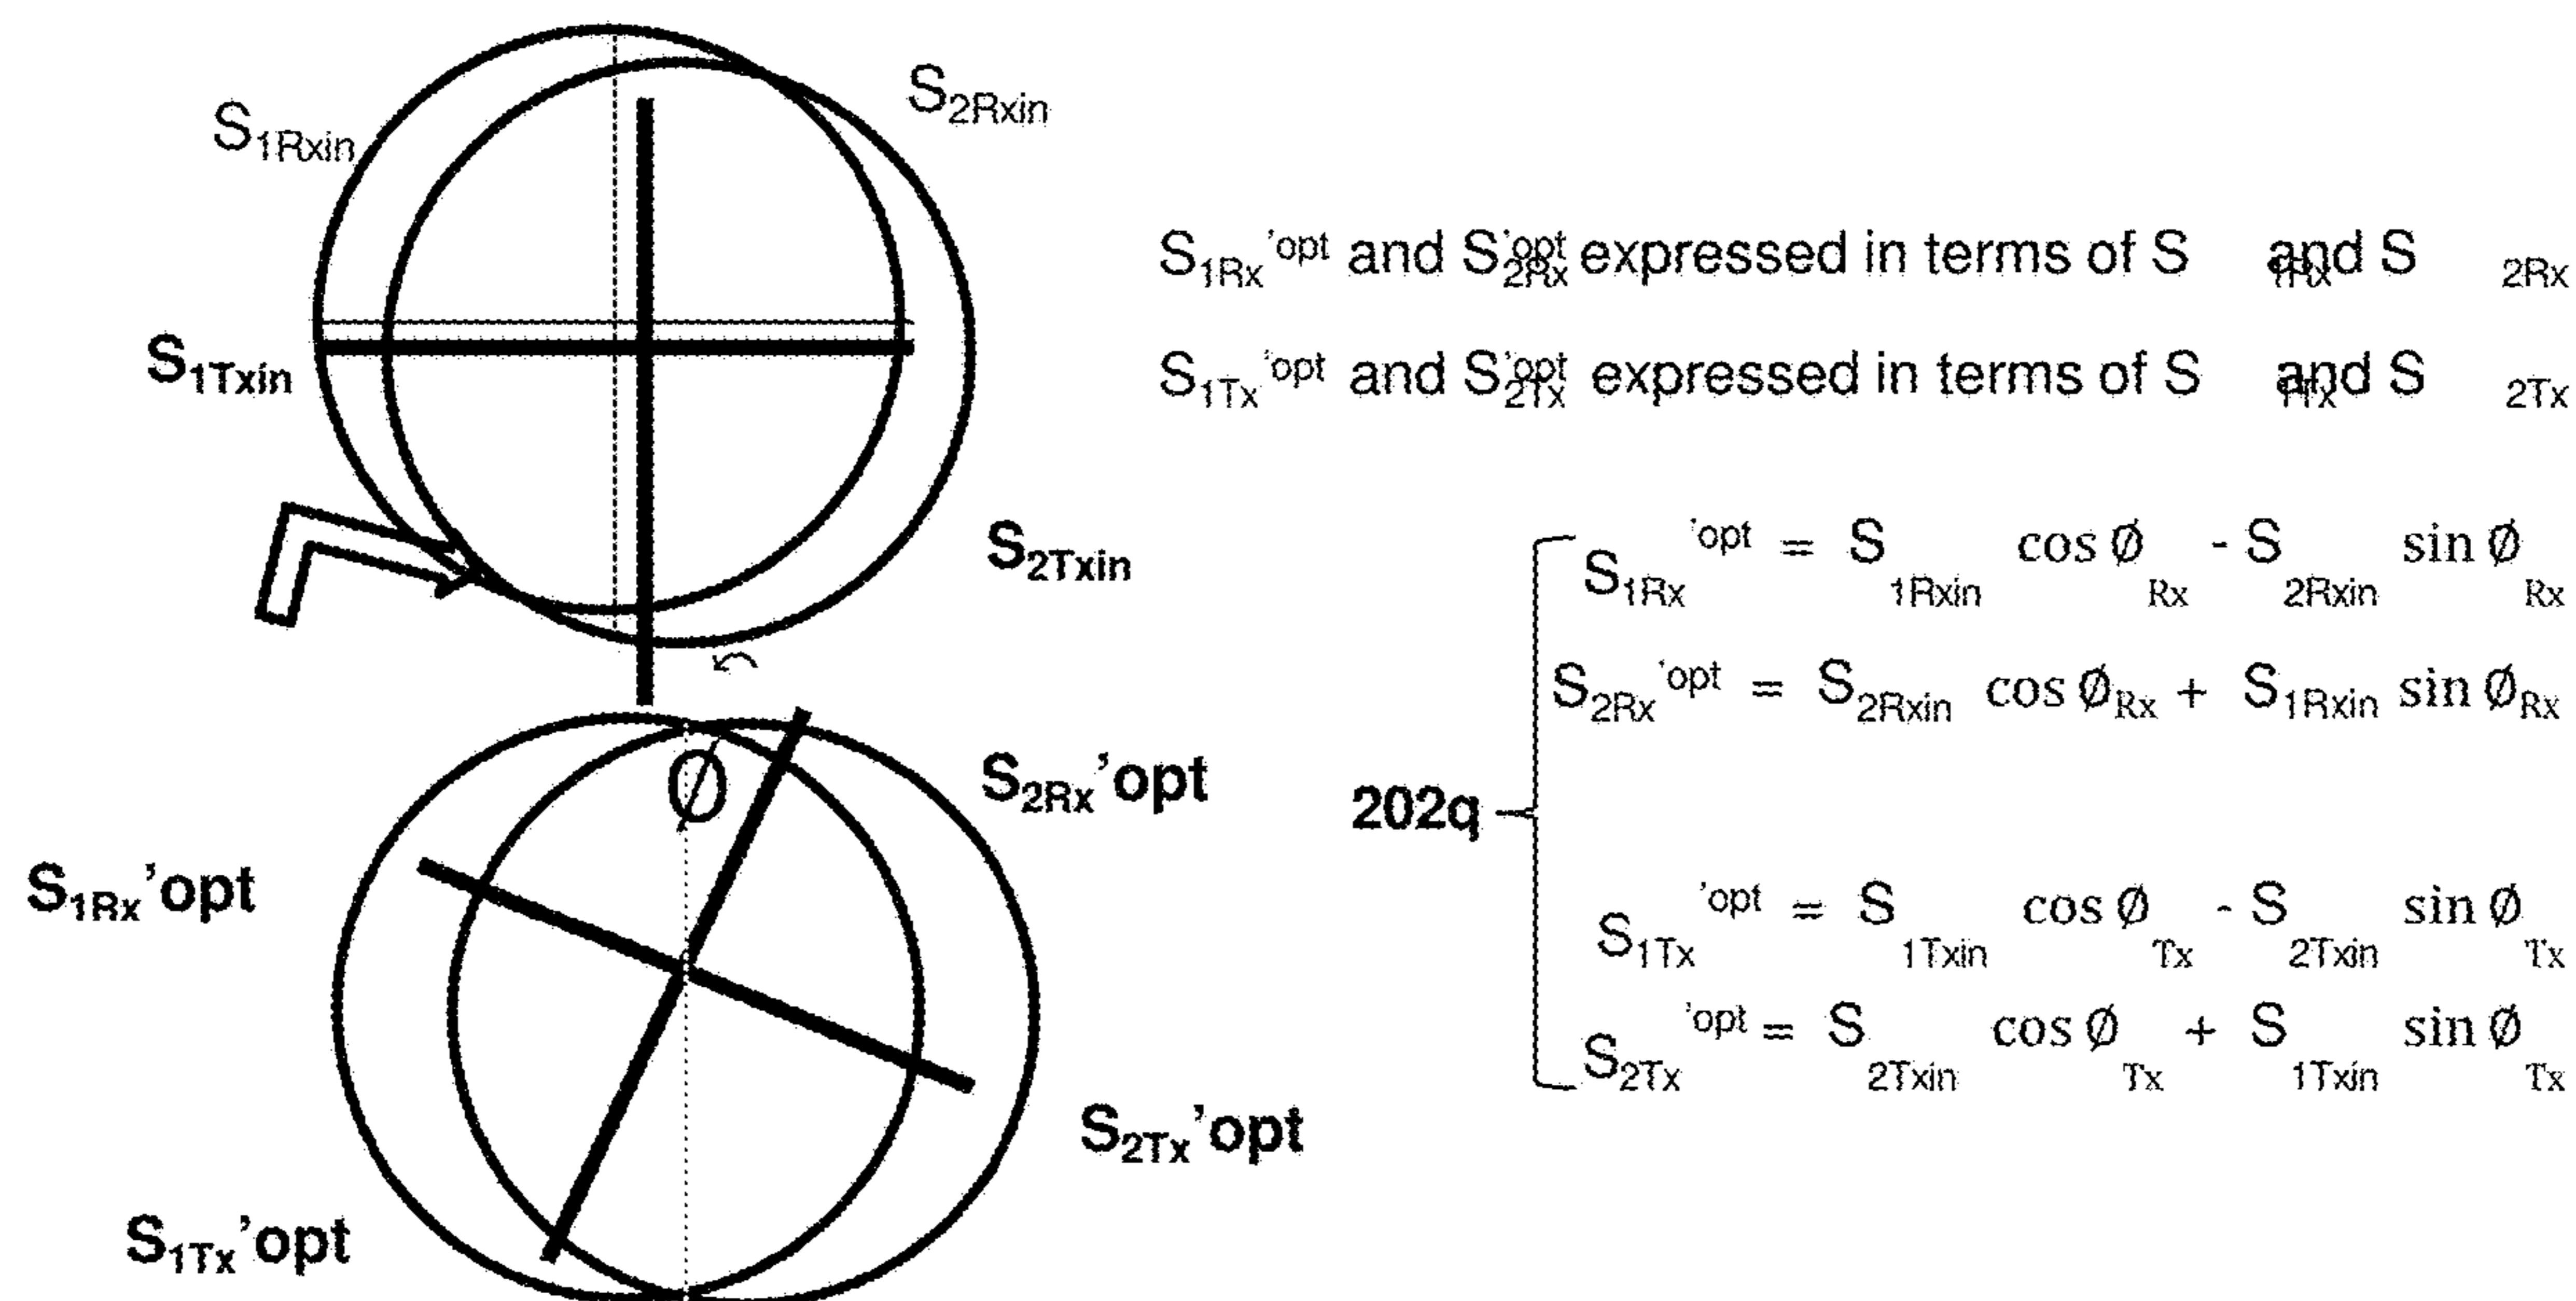 S1Rxin
S2Rxin
S1Txin
S2Txin
S1Rx'opt and S2Rx'opt expressed in terms of S1Rx and S2Rx
S1Tx'opt and S2Tx'opt expressed in terms of S1Tx and S2Tx
S1Rx'opt = S1Rxin cos ØRx - S2Rxin sin ØRx
S2Rx'opt = S2Rxin cos ØRx + S1Rxin sin ØRx
202q
S1Tx'opt = S1Txin cos ØTx - S2Txin sin ØTx
S2Tx'opt = S2Txin cos ØTx + S1Txin sin ØTx
Ø
S2Rx'opt
S1Rx'opt
S2Tx'opt
S1Tx'opt